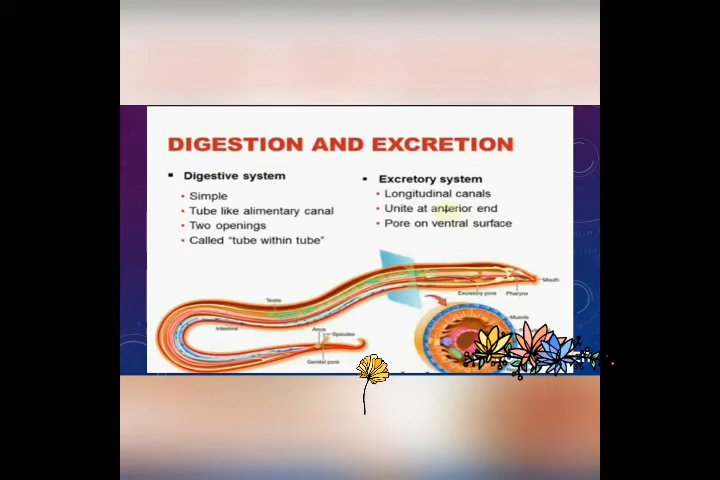 DIGESTION AND EXCRETION
▪ Digestive system
• Simple
• Tube like alimentary canal
• Two openings
• Called "tube within tube"
▪ Excretory system
• Longitudinal canals
• Unite at anterior end
• Pore on ventral surface
Mouth
Excretory pore
Pharynx
Testis
Muscle
Intestine
Anus
Spicules
Genital pore